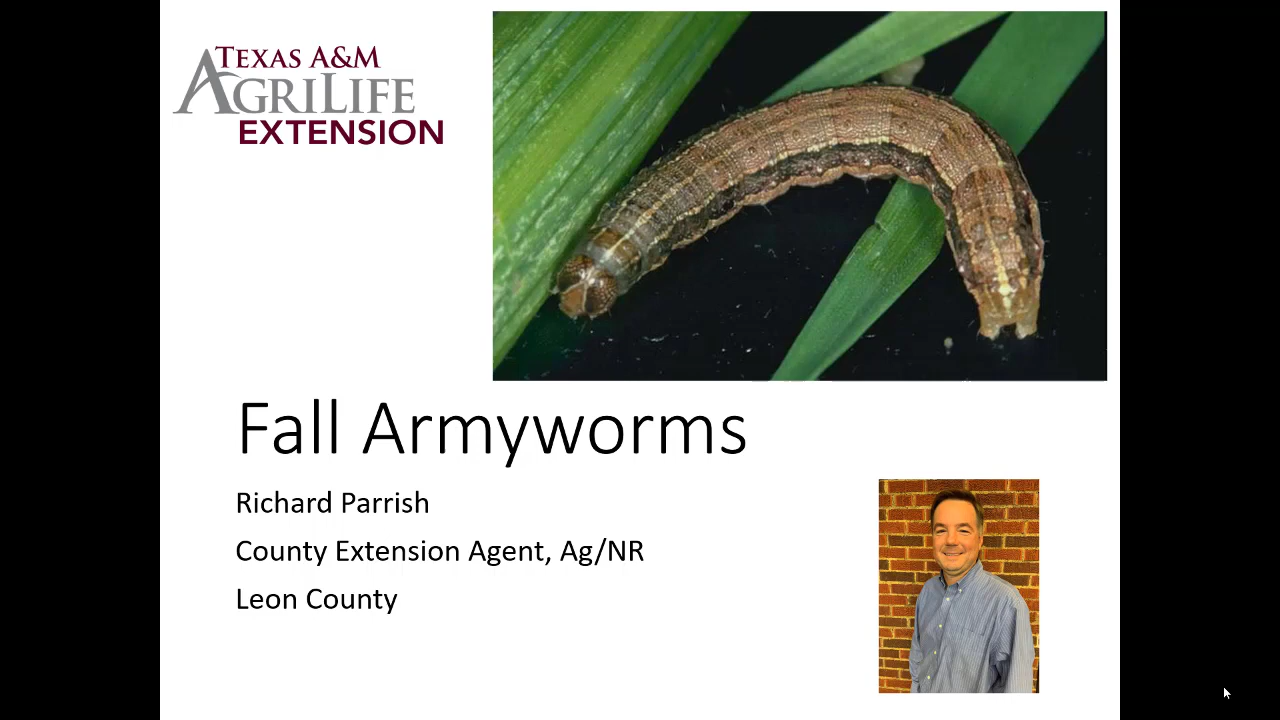 TEXAS A&M
AGRILIFE
EXTENSION
Fall Armyworms
Richard Parrish
County Extension Agent, Ag/NR
Leon County